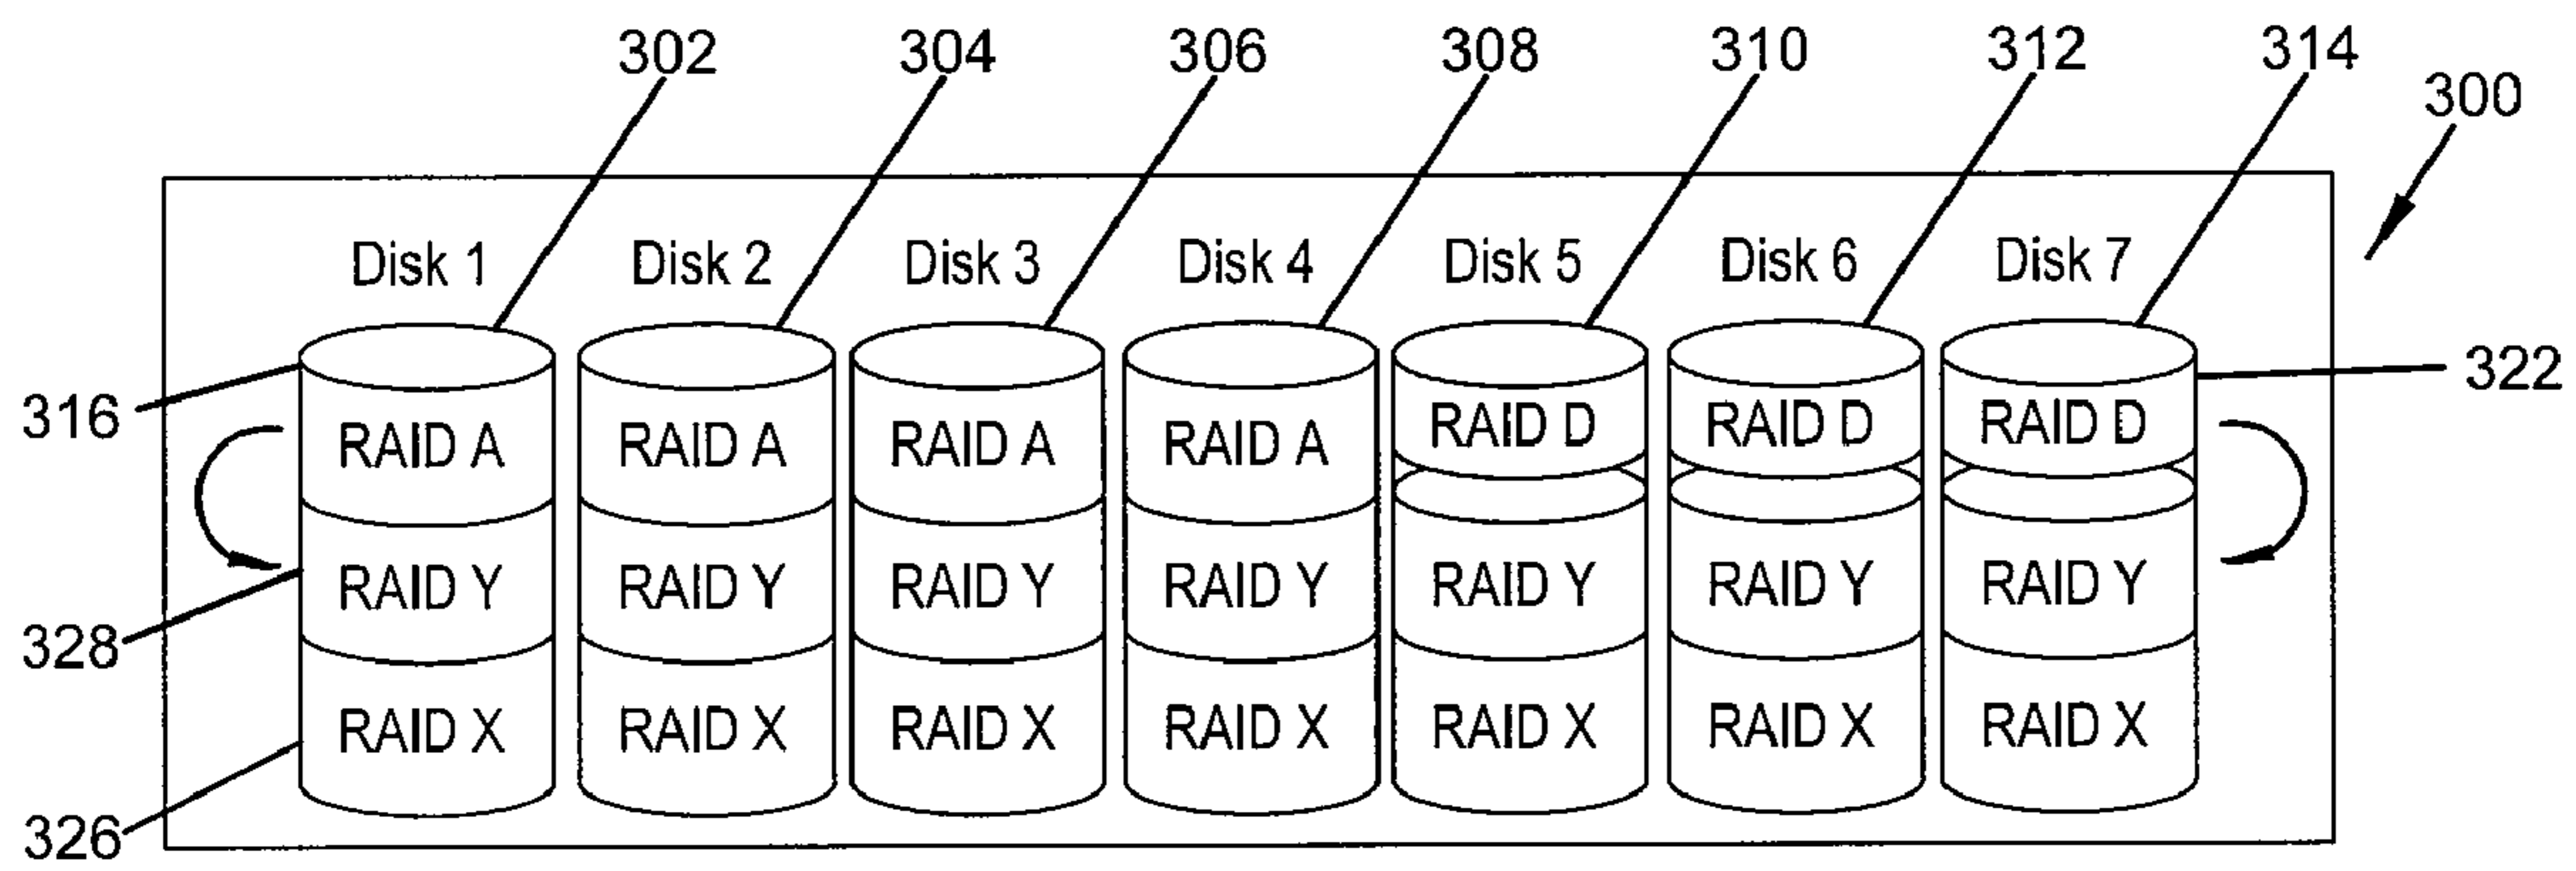 302 304 306 308 310 312 314
300
Disk 1 Disk 2 Disk 3 Disk 4 Disk 5 Disk 6 Disk 7
322
316
RAID A RAID A RAID A RAID A RAID D RAID D RAID D
RAID Y RAID Y RAID Y RAID Y RAID Y RAID Y RAID Y
328
RAID X RAID X RAID X RAID X RAID X RAID X RAID X
326